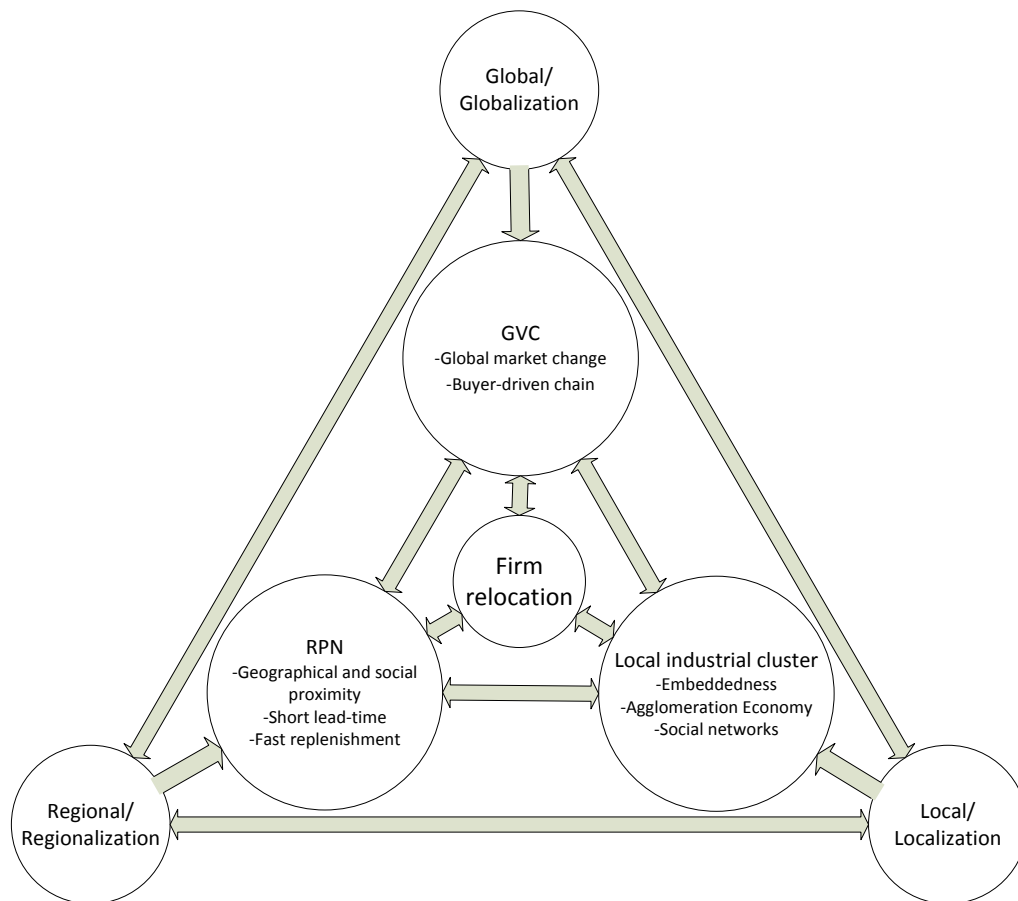 Global/
Globalization
GVC
-Global market change
-Buyer-driven chain
Firm
relocation
RPN
-Geographical and social
proximity
-Short lead-time
-Fast replenishment
Local industrial cluster
-Embeddedness
-Agglomeration Economy
-Social networks
Regional/
Regionalization
Local/
Localization